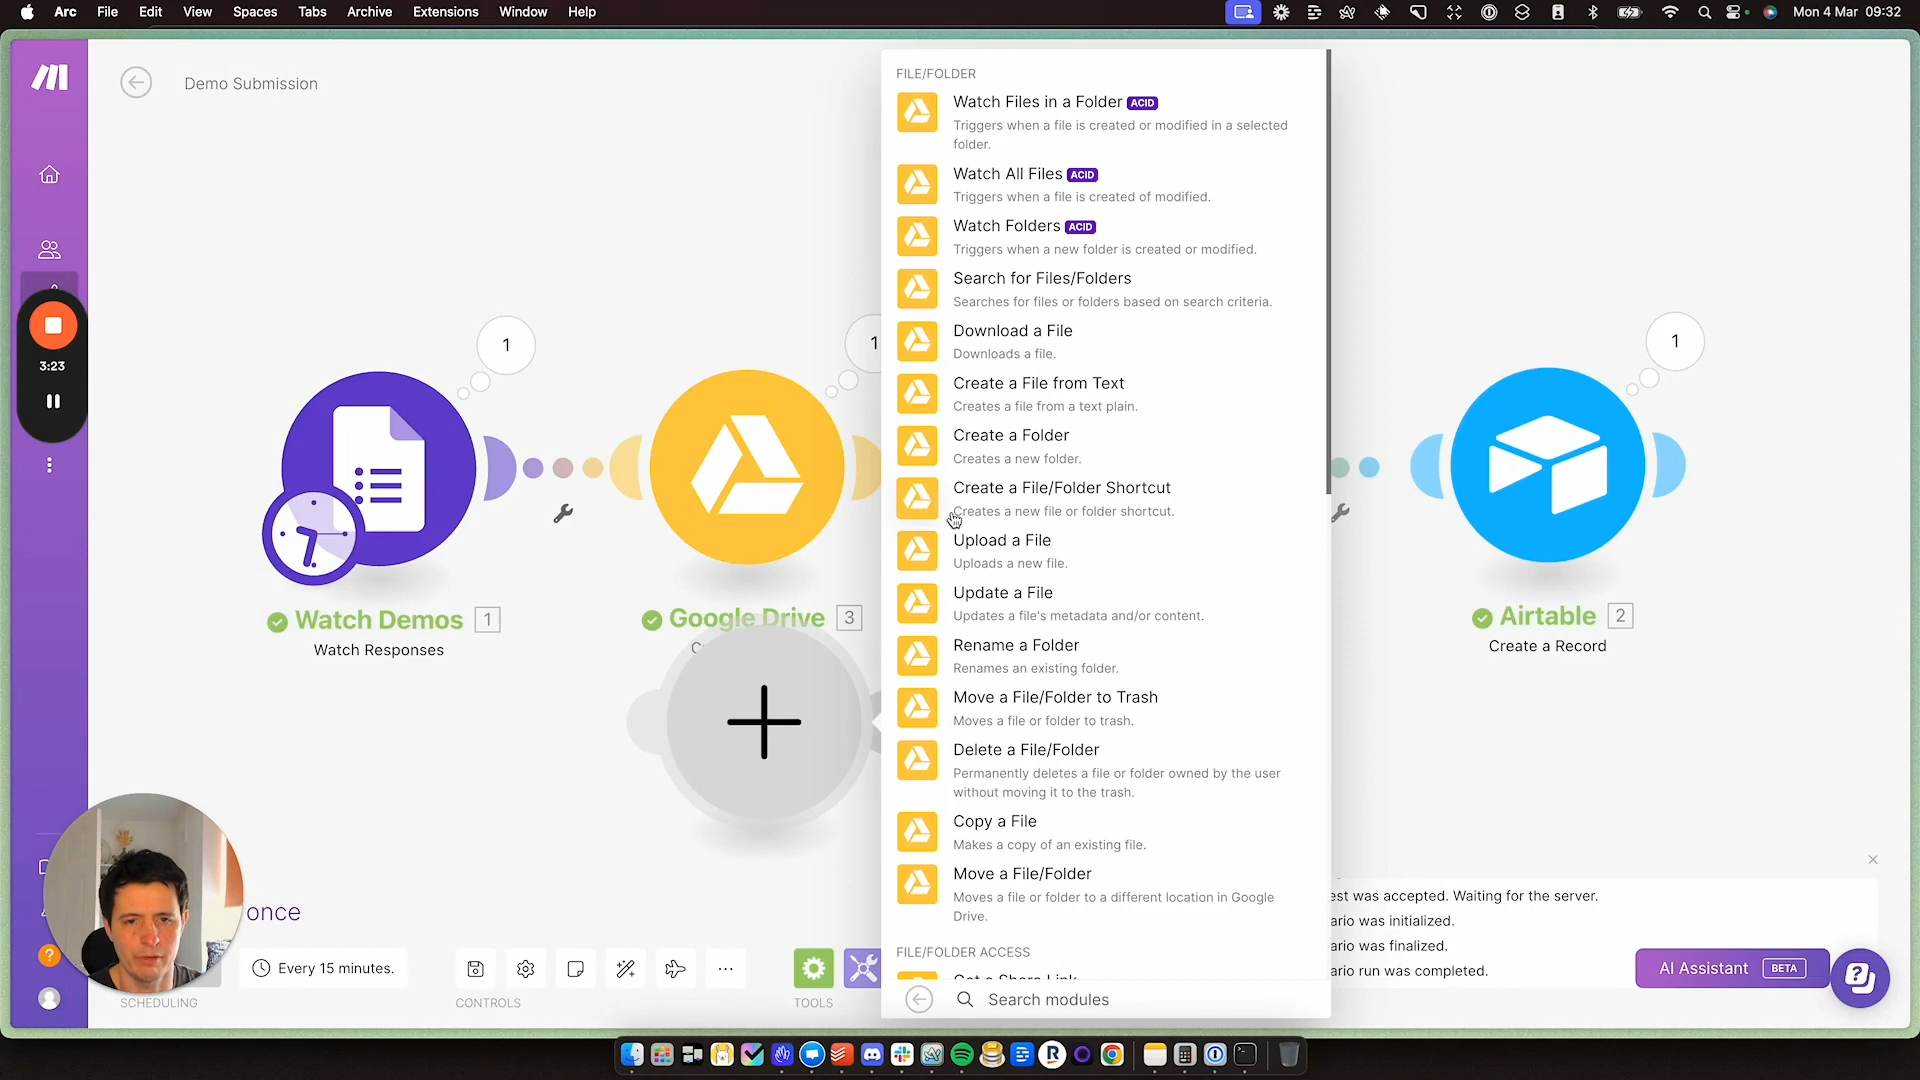 Arc File Edit View Spaces Tabs Archive Extensions Window Help
Mon 4 Mar 09:32
Demo Submission
3:23
1
1
1
Watch Demos 1
Watch Responses
Google Drive 3
Airtable 2
Create a Record
FILE/FOLDER
Watch Files in a Folder ACID
Triggers when a file is created or modified in a selected
folder.
Watch All Files ACID
Triggers when a file is created of modified.
Watch Folders ACID
Triggers when a new folder is created or modified.
Search for Files/Folders
Searches for files or folders based on search criteria.
Download a File
Downloads a file.
Create a File from Text
Creates a file from a text plain.
Create a Folder
Creates a new folder.
Create a File/Folder Shortcut
Creates a new file or folder shortcut.
Upload a File
Uploads a new file.
Update a File
Updates a file's metadata and/or content.
Rename a Folder
Renames an existing folder.
Move a File/Folder to Trash
Moves a file or folder to trash.
Delete a File/Folder
Permanently deletes a file or folder owned by the user
without moving it to the trash.
Copy a File
Makes a copy of an existing file.
Move a File/Folder
Moves a file or folder to a different location in Google
Drive.
FILE/FOLDER ACCESS
Get a Share Link
Search modules
once
Every 15 minutes.
SCHEDULING
CONTROLS
TOOLS
est was accepted. Waiting for the server.
ario was initialized.
ario was finalized.
ario run was completed.
AI Assistant BETA